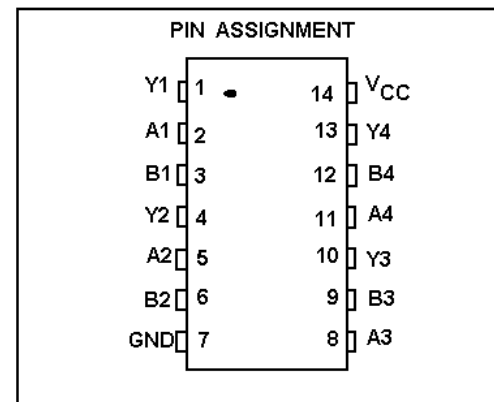 PIN ASSIGNMENT
Y1 1 14 VCC
A1 2 13 Y4
B1 3 12 B4
Y2 4 11 A4
A2 5 10 Y3
B2 6 9 B3
GND 7 8 A3